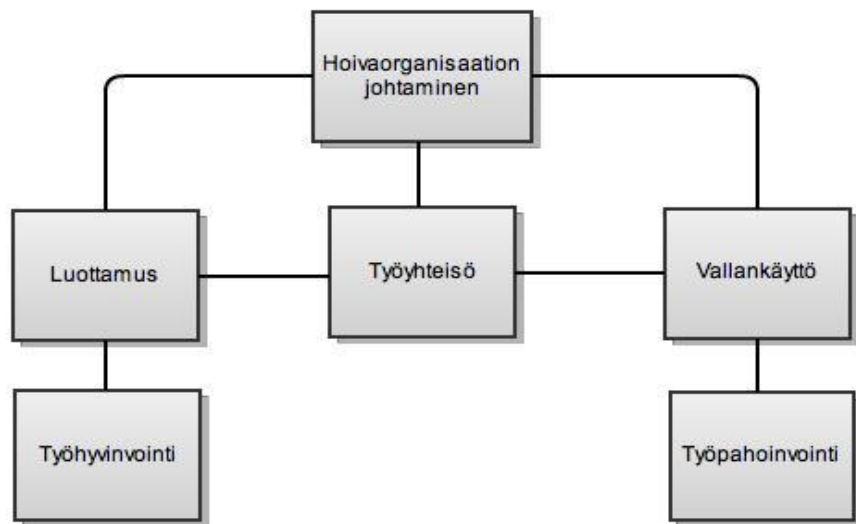 Hoivaorganisaation
johtaminen
Luottamus
Työyhteisö
Vallankäyttö
Työhyvinvointi
Työpahoinvointi